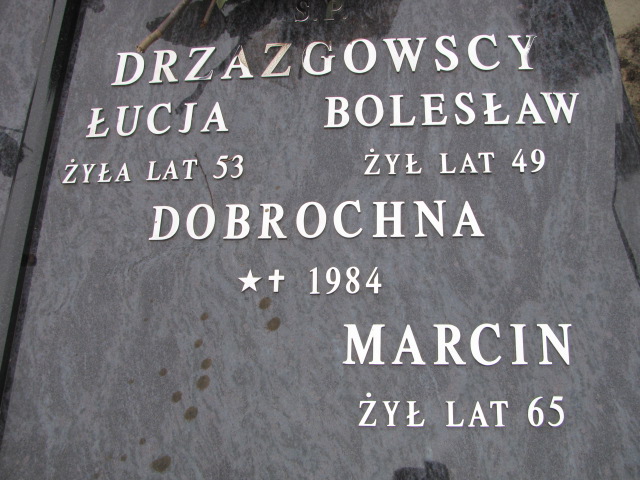 Ś.P.
DRZAZGOWSCY
ŁUCJA BOLESŁAW
ŻYŁA LAT 53 ŻYŁ LAT 49
DOBROCHNA
★✝ 1984
MARCIN
ŻYŁ LAT 65